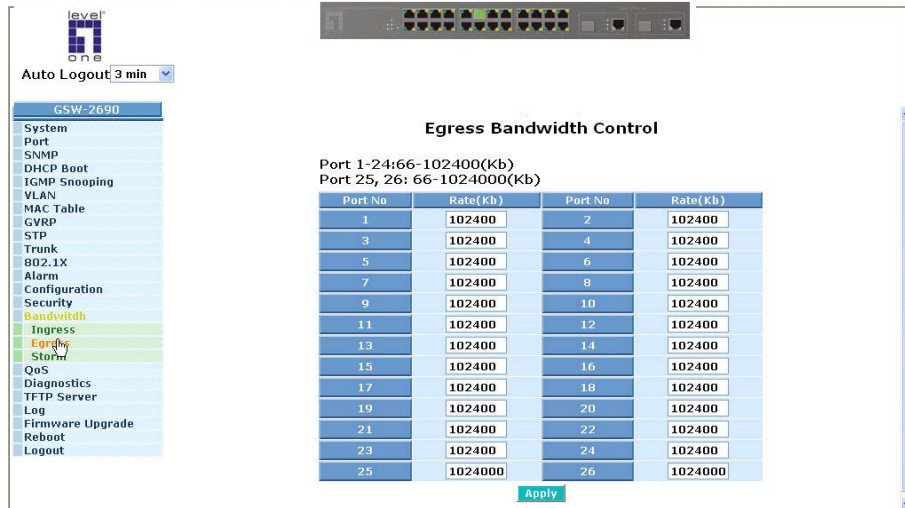 level
one
Auto Logout 3 min
GSW-2690
System
Port
SNMP
DHCP Boot
IGMP Snooping
VLAN
MAC Table
GVRP
STP
Trunk
802.1X
Alarm
Configuration
Security
Bandwitdh
Ingress
Egress
Storm
QoS
Diagnostics
TFTP Server
Log
Firmware Upgrade
Reboot
Logout
Egress Bandwidth Control
Port 1-24:66-102400(Kb)
Port 25, 26: 66-1024000(Kb)
Port No Rate(Kb) Port No Rate(Kb)
1 102400 2 102400
3 102400 4 102400
5 102400 6 102400
7 102400 8 102400
9 102400 10 102400
11 102400 12 102400
13 102400 14 102400
15 102400 16 102400
17 102400 18 102400
19 102400 20 102400
21 102400 22 102400
23 102400 24 102400
25 1024000 26 1024000
Apply